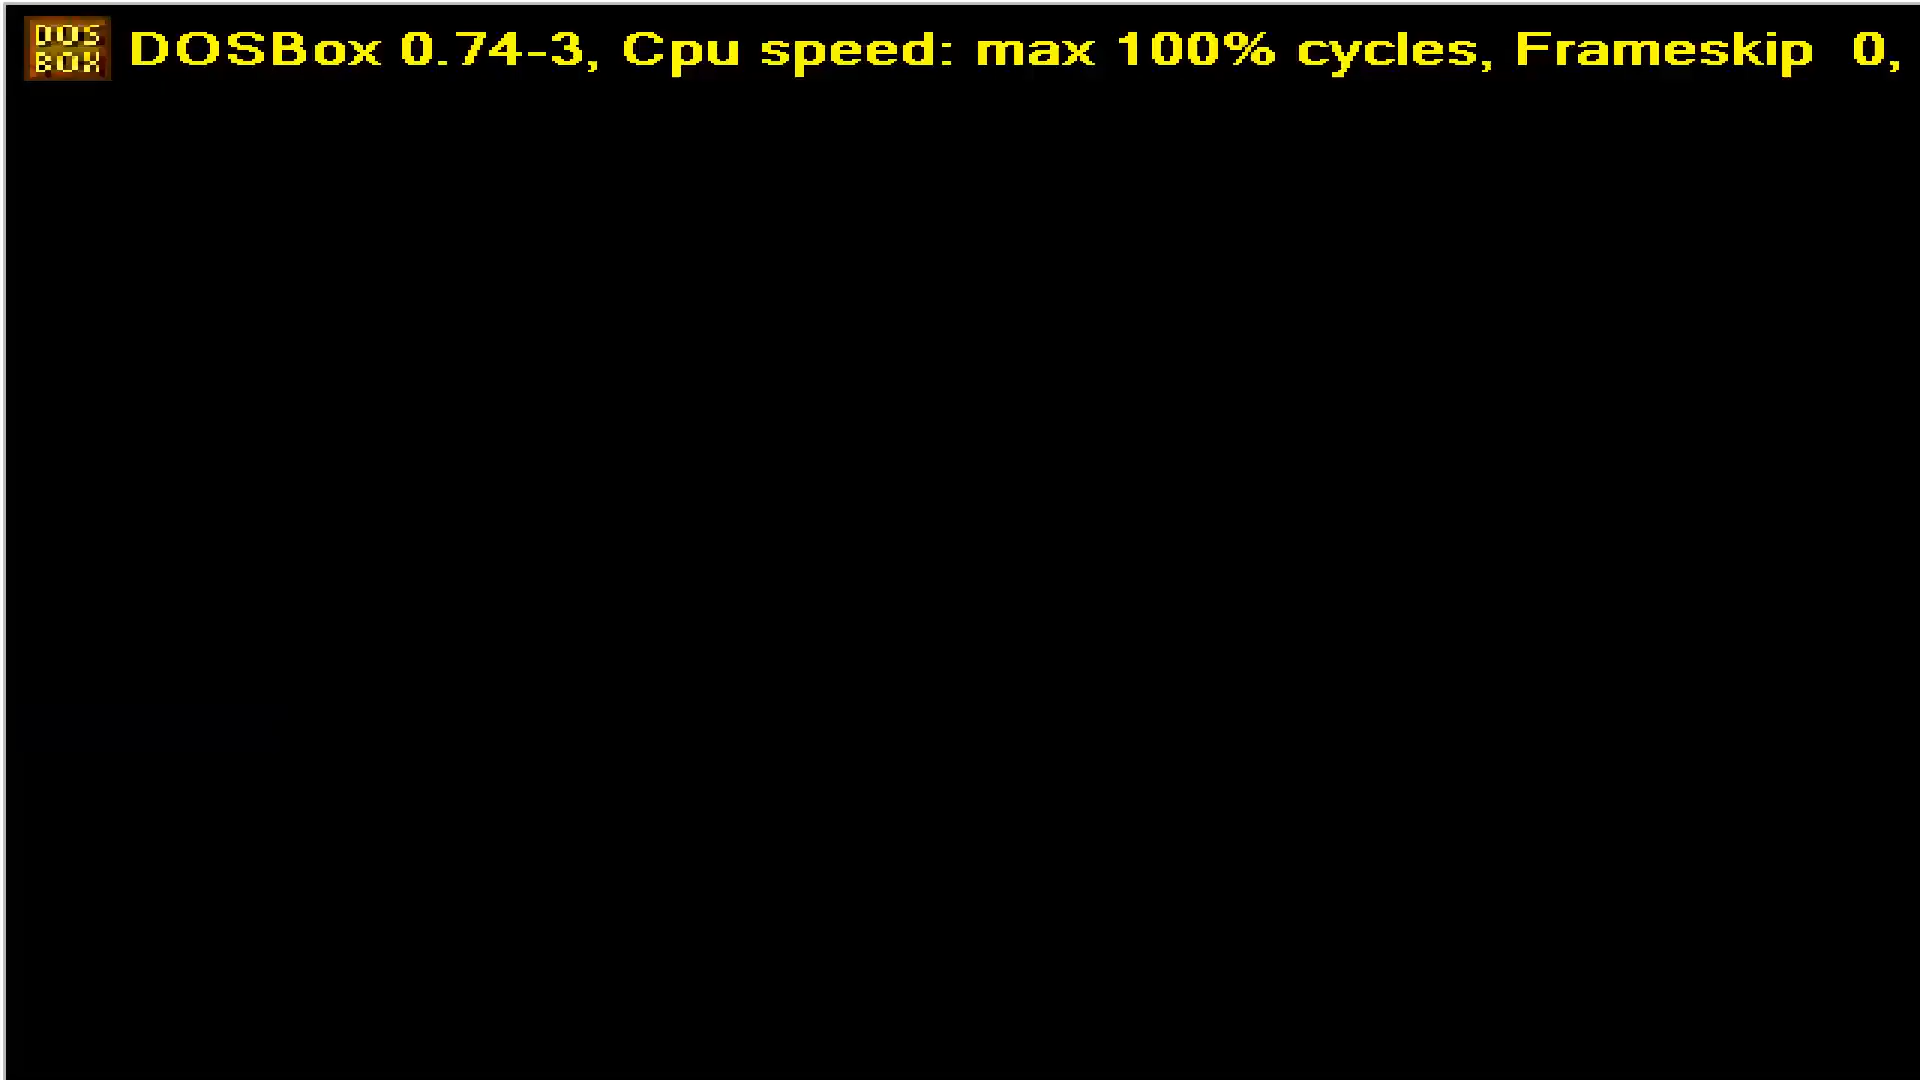 DOS
BOX
DOSBox 0.74-3, Cpu speed: max 100% cycles, Frameskip 0,